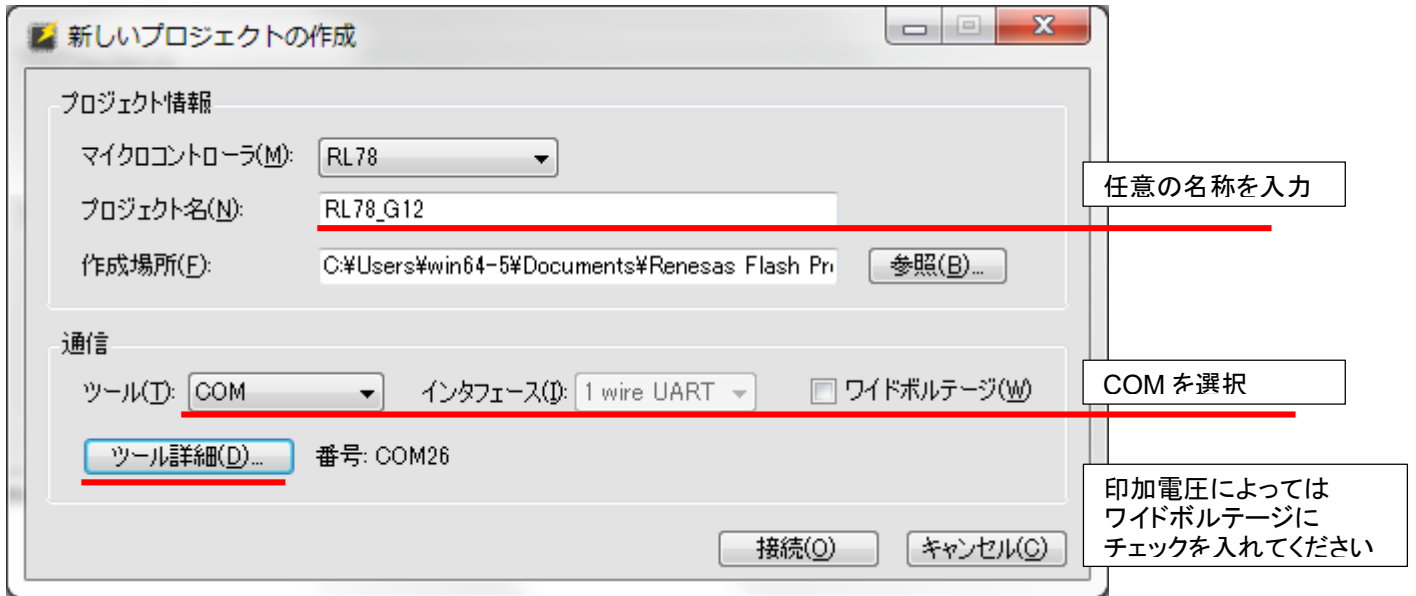 新しいプロジェクトの作成
プロジェクト情報
マイクロコントローラ(M): RL78
任意の名称を入力
プロジェクト名(N): RL78_G12
作成場所(F): C:¥Users¥win64-5¥Documents¥Renesas Flash Pr 参照(B)...
通信
ツール(T): COM インタフェース(I): 1 wire UART ワイドボルテージ(W)
COM を選択
ツール詳細(D)... 番号: COM26
印加電圧によっては
ワイドボルテージに
チェックを入れてください
接続(O) キャンセル(C)